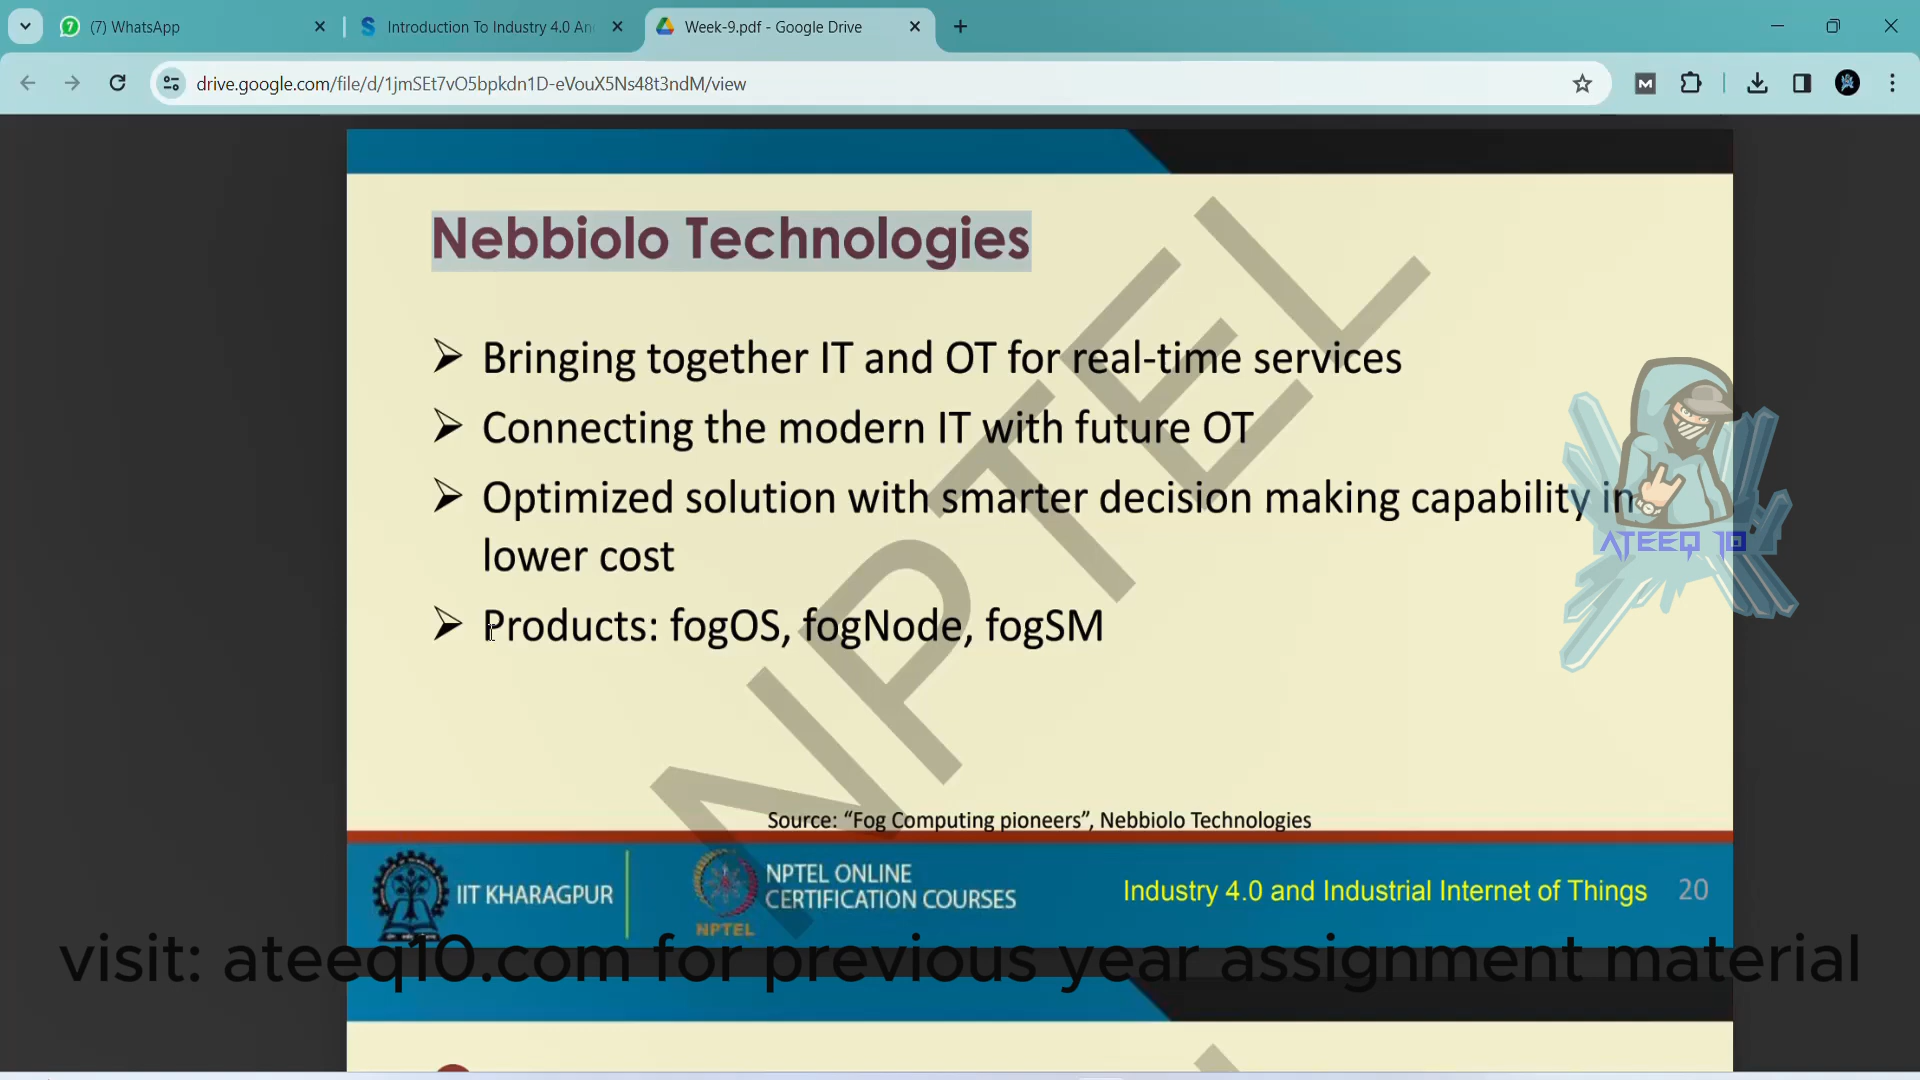 (7) WhatsApp
Introduction To Industry 4.0 An
Week-9.pdf - Google Drive
drive.google.com/file/d/1jmSEt7vO5bpkdn1D-eVouX5Ns48t3ndM/view
Nebbiolo Technologies
Bringing together IT and OT for real-time services
Connecting the modern IT with future OT
Optimized solution with smarter decision making capability in
lower cost
Products: fogOS, fogNode, fogSM
NPTEL
ATEEQ 10
Source: “Fog Computing pioneers”, Nebbiolo Technologies
IIT KHARAGPUR
NPTEL
NPTEL ONLINE
CERTIFICATION COURSES
Industry 4.0 and Industrial Internet of Things 20
visit: ateeq10.com for previous year assignment material